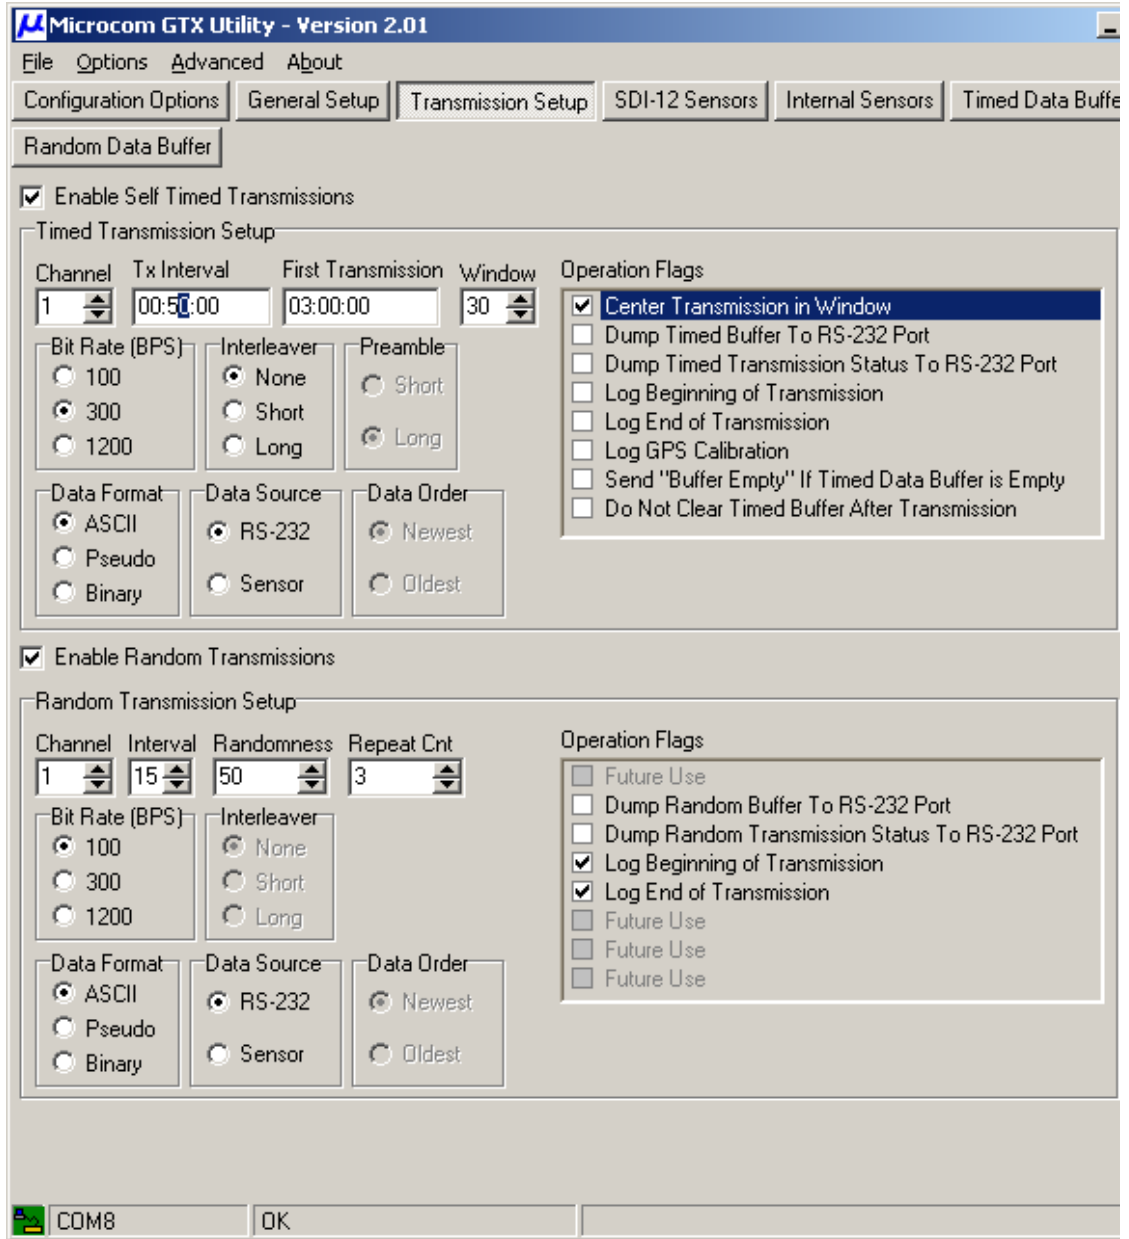 Microcom GTX Utility - Version 2.01
File Options Advanced About
Configuration Options General Setup Transmission Setup SDI-12 Sensors Internal Sensors Timed Data Buffe
Random Data Buffer
Enable Self Timed Transmissions
Timed Transmission Setup
Channel Tx Interval First Transmission Window
1 00:50:00 03:00:00 30
Bit Rate (BPS) Interleaver Preamble
100 None Short
300 Short
1200 Long Long
Data Format Data Source Data Order
ASCII RS-232 Newest
Pseudo
Binary Sensor Oldest
Operation Flags
Center Transmission in Window
Dump Timed Buffer To RS-232 Port
Dump Timed Transmission Status To RS-232 Port
Log Beginning of Transmission
Log End of Transmission
Log GPS Calibration
Send "Buffer Empty" If Timed Data Buffer is Empty
Do Not Clear Timed Buffer After Transmission
Enable Random Transmissions
Random Transmission Setup
Channel Interval Randomness Repeat Cnt
1 15 50 3
Bit Rate (BPS) Interleaver
100 None
300 Short
1200 Long
Data Format Data Source Data Order
ASCII RS-232 Newest
Pseudo
Binary Sensor Oldest
Operation Flags
Future Use
Dump Random Buffer To RS-232 Port
Dump Random Transmission Status To RS-232 Port
Log Beginning of Transmission
Log End of Transmission
Future Use
Future Use
Future Use
COM8 OK